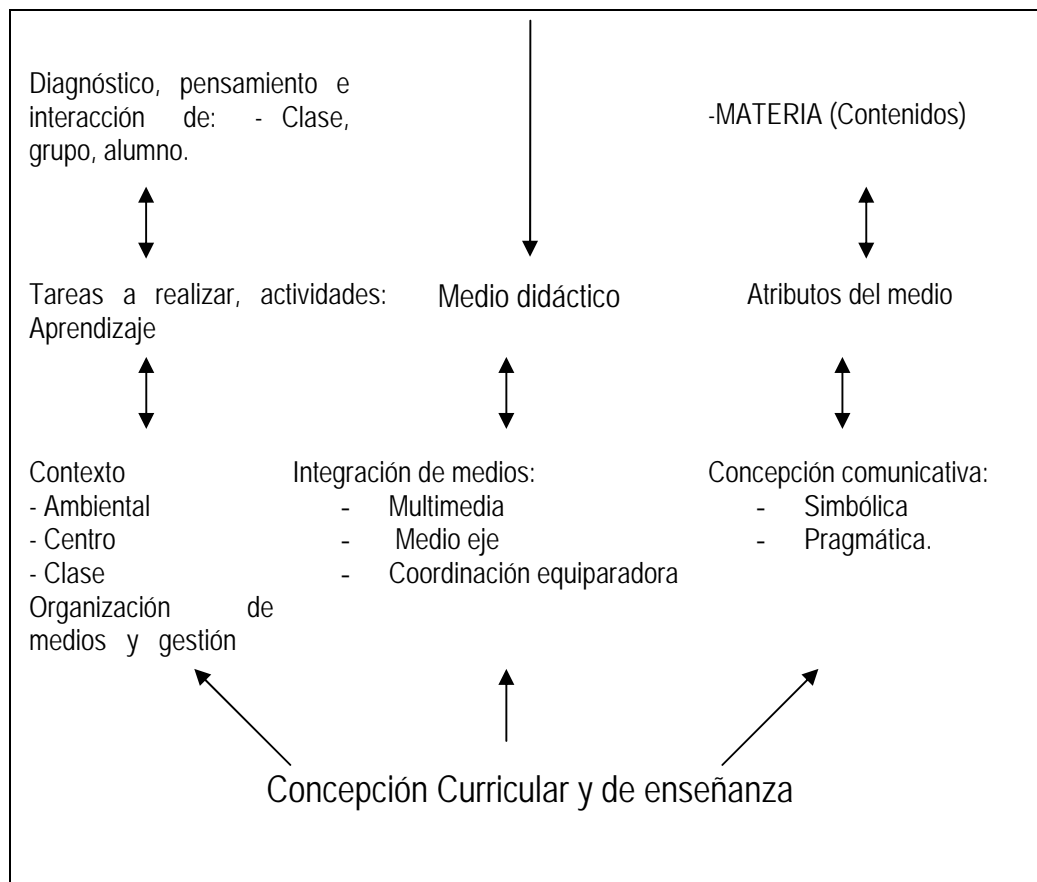 Diagnóstico, pensamiento e
interacción de: - Clase,
grupo, alumno.
-MATERIA (Contenidos)
Tareas a realizar, actividades:
Aprendizaje
Medio didáctico
Atributos del medio
Contexto
- Ambiental
- Centro
- Clase
Organización de
medios y gestión
Integración de medios:
- Multimedia
- Medio eje
- Coordinación equiparadora
Concepción comunicativa:
- Simbólica
- Pragmática.
Concepción Curricular y de enseñanza